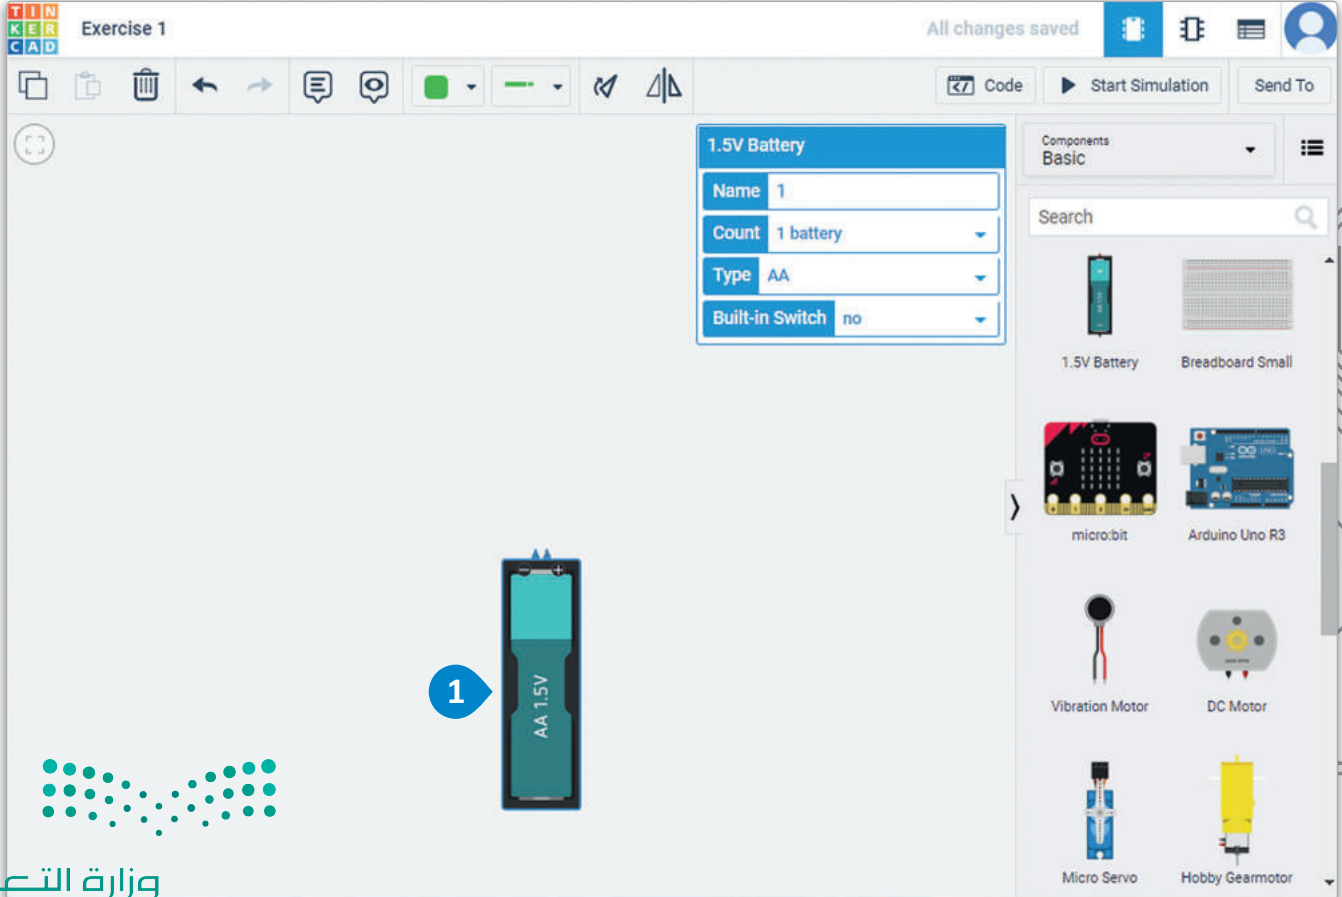 TIN
KER
CAD
Exercise 1
All changes saved
Code
Start Simulation
Send To
1.5V Battery
Name 1
Count 1 battery
Type AA
Built-in Switch no
Components
Basic
Search
1.5V Battery
Breadboard Small
micro:bit
Arduino Uno R3
Vibration Motor
DC Motor
Micro Servo
Hobby Gearmotor
1
AA 1.5V
وزارة التع